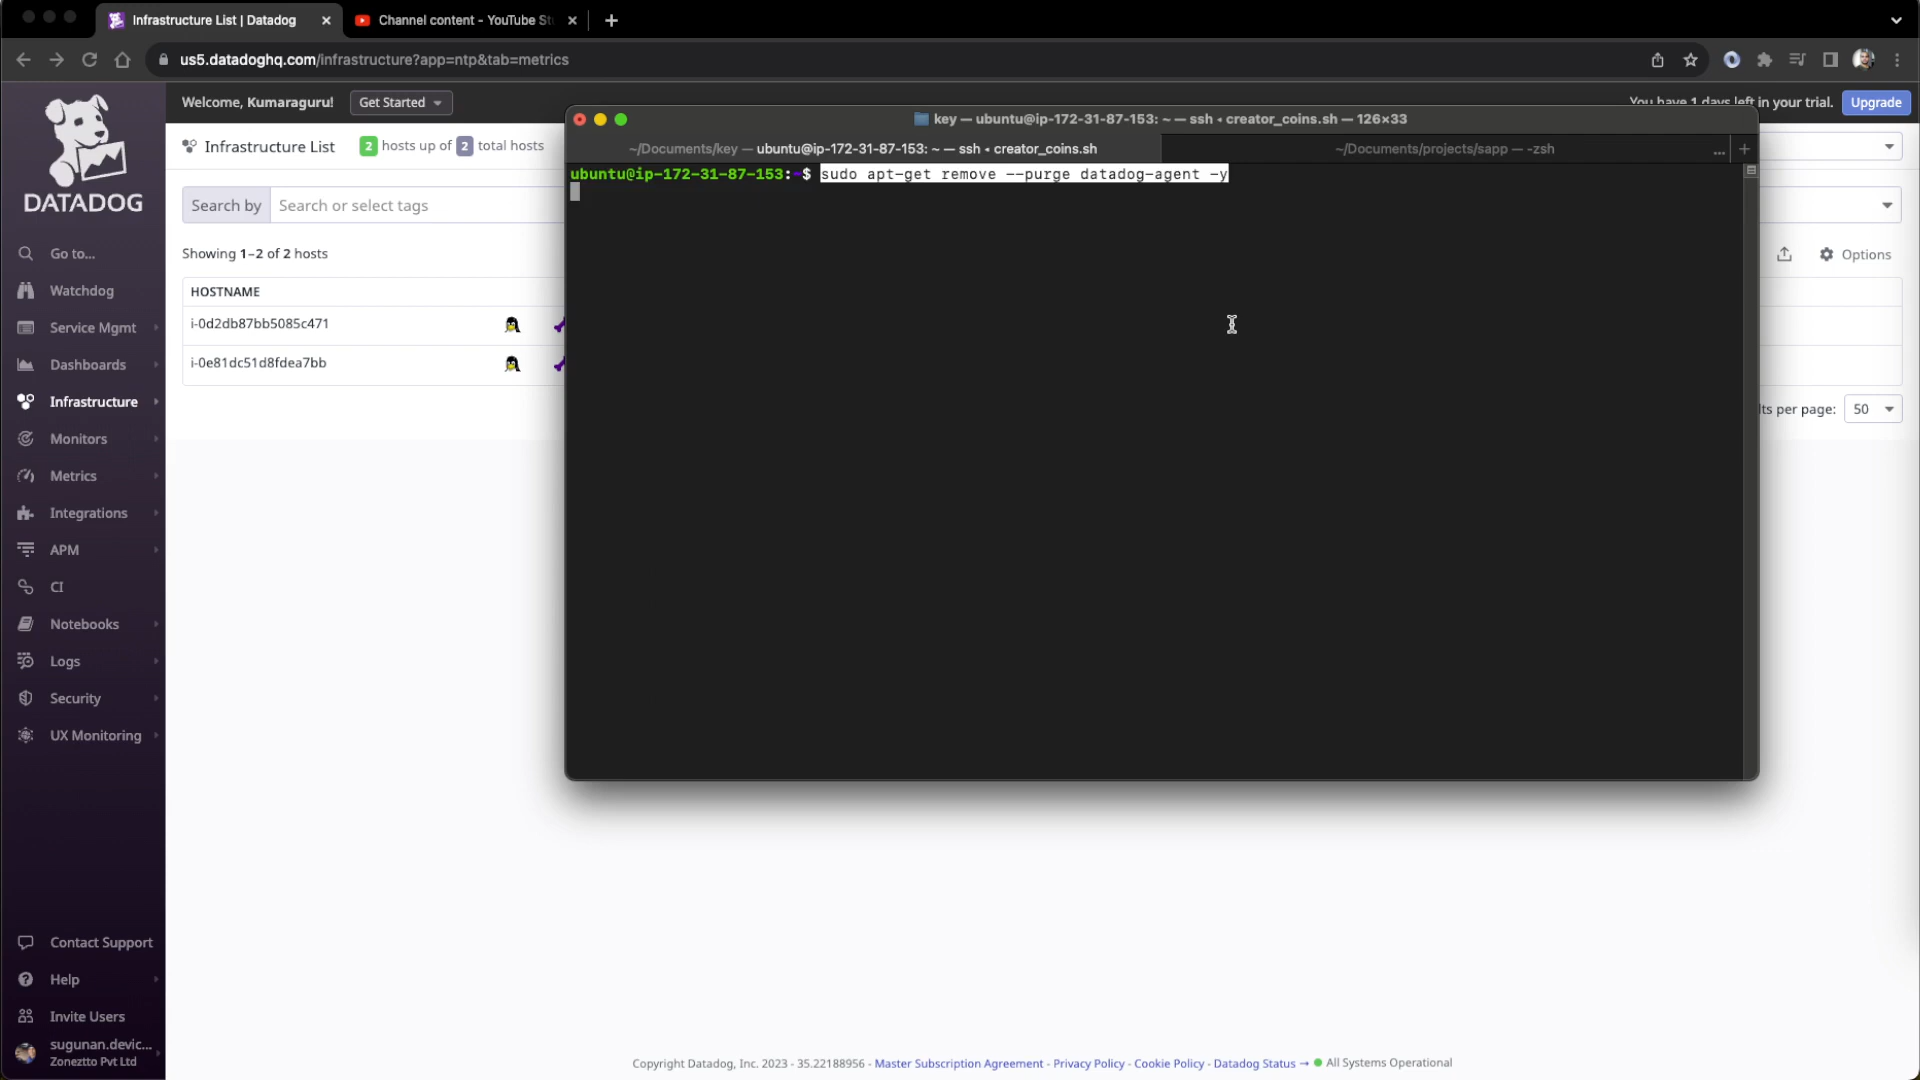 Infrastructure List | Datadog
Channel content - YouTube St
us5.datadoghq.com/infrastructure?app=ntp&tab=metrics
Welcome, Kumaraguru!
Get Started
You have 1 days left in your trial.
Upgrade
DATADOG
Go to...
Watchdog
Service Mgmt
Dashboards
Infrastructure
Monitors
Metrics
Integrations
APM
CI
Notebooks
Logs
Security
UX Monitoring
Contact Support
Help
Invite Users
sugunan.devic...
Zoneztto Pvt Ltd
Infrastructure List
2 hosts up of 2 total hosts
Search by
Search or select tags
Showing 1–2 of 2 hosts
Options
HOSTNAME
i-0d2db87bb5085c471
i-0e81dc51d8fdea7bb
lts per page:
50
key — ubuntu@ip-172-31-87-153: ~ — ssh ◂ creator_coins.sh — 126×33
~/Documents/key — ubuntu@ip-172-31-87-153: ~ — ssh ◂ creator_coins.sh
~/Documents/projects/sapp — -zsh
...
ubuntu@ip-172-31-87-153:~$ sudo apt-get remove --purge datadog-agent -y
Copyright Datadog, Inc. 2023 - 35.22188956 - Master Subscription Agreement - Privacy Policy - Cookie Policy - Datadog Status → All Systems Operational